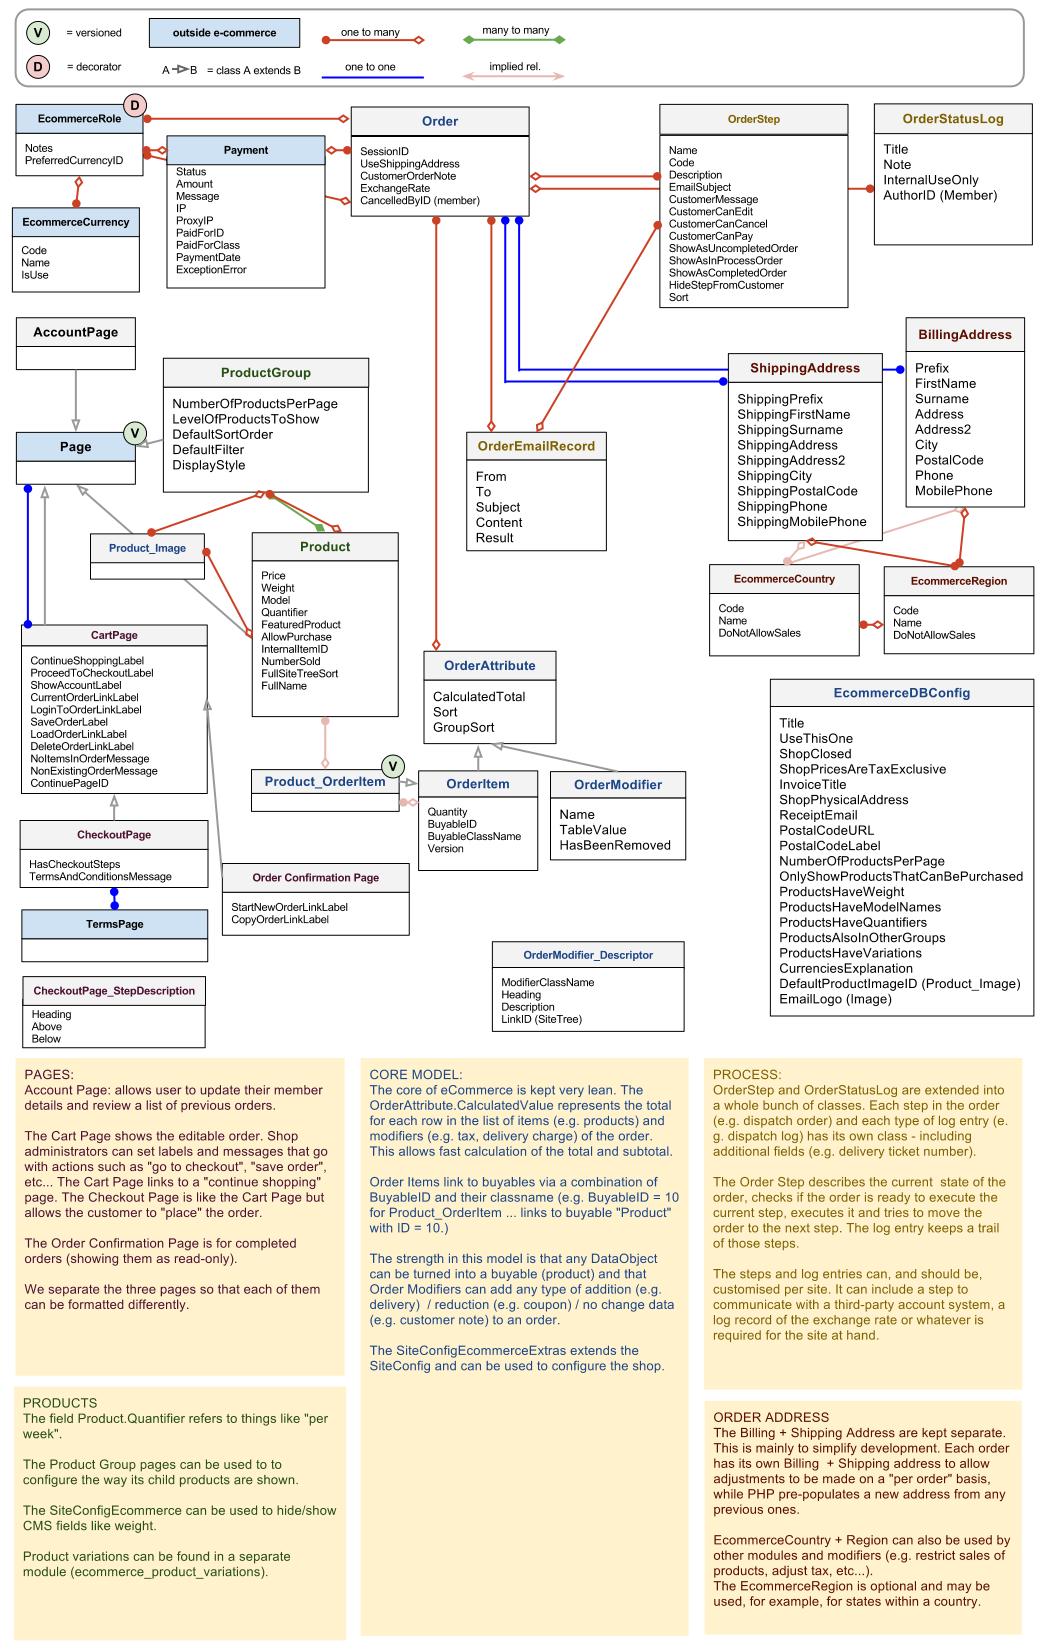 V = versioned
outside e-commerce
one to many
many to many
D = decorator
A B = class A extends B
one to one
implied rel.
D
EcommerceRole
Notes
PreferredCurrencyID
EcommerceCurrency
Code
Name
IsUse
Payment
Status
Amount
Message
IP
ProxyIP
PaidForID
PaidForClass
PaymentDate
ExceptionError
Order
SessionID
UseShippingAddress
CustomerOrderNote
ExchangeRate
CancelledByID (member)
OrderStep
Name
Code
Description
EmailSubject
CustomerMessage
CustomerCanEdit
CustomerCanCancel
CustomerCanPay
ShowAsUncompletedOrder
ShowAsInProcessOrder
ShowAsCompletedOrder
HideStepFromCustomer
Sort
OrderStatusLog
Title
Note
InternalUseOnly
AuthorID (Member)
AccountPage
V
Page
ProductGroup
NumberOfProductsPerPage
LevelOfProductsToShow
DefaultSortOrder
DefaultFilter
DisplayStyle
Product_Image
Product
Price
Weight
Model
Quantifier
FeaturedProduct
AllowPurchase
InternalItemID
NumberSold
FullSiteTreeSort
FullName
OrderEmailRecord
From
To
Subject
Content
Result
ShippingAddress
ShippingPrefix
ShippingFirstName
ShippingSurname
ShippingAddress
ShippingAddress2
ShippingCity
ShippingPostalCode
ShippingPhone
ShippingMobilePhone
BillingAddress
Prefix
FirstName
Surname
Address
Address2
City
PostalCode
Phone
MobilePhone
EcommerceCountry
Code
Name
DoNotAllowSales
EcommerceRegion
Code
Name
DoNotAllowSales
CartPage
ContinueShoppingLabel
ProceedToCheckoutLabel
ShowAccountLabel
CurrentOrderLinkLabel
LoginToOrderLinkLabel
SaveOrderLabel
LoadOrderLinkLabel
DeleteOrderLinkLabel
NoItemsInOrderMessage
NonExistingOrderMessage
ContinuePageID
OrderAttribute
CalculatedTotal
Sort
GroupSort
V
Product_OrderItem
OrderItem
Quantity
BuyableID
BuyableClassName
Version
OrderModifier
Name
TableValue
HasBeenRemoved
EcommerceDBConfig
Title
UseThisOne
ShopClosed
ShopPricesAreTaxExclusive
InvoiceTitle
ShopPhysicalAddress
ReceiptEmail
PostalCodeURL
PostalCodeLabel
NumberOfProductsPerPage
OnlyShowProductsThatCanBePurchased
ProductsHaveWeight
ProductsHaveModelNames
ProductsHaveQuantifiers
ProductsAlsoInOtherGroups
ProductsHaveVariations
CurrenciesExplanation
DefaultProductImageID (Product_Image)
EmailLogo (Image)
CheckoutPage
HasCheckoutSteps
TermsAndConditionsMessage
TermsPage
Order Confirmation Page
StartNewOrderLinkLabel
CopyOrderLinkLabel
CheckoutPage_StepDescription
Heading
Above
Below
OrderModifier_Descriptor
ModifierClassName
Heading
Description
LinkID (SiteTree)
PAGES:
Account Page: allows user to update their member
details and review a list of previous orders.
The Cart Page shows the editable order. Shop
administrators can set labels and messages that go
with actions such as "go to checkout", "save order",
etc... The Cart Page links to a "continue shopping"
page. The Checkout Page is like the Cart Page but
allows the customer to "place" the order.
The Order Confirmation Page is for completed
orders (showing them as read-only).
We separate the three pages so that each of them
can be formatted differently.
PRODUCTS
The field Product.Quantifier refers to things like "per
week".
The Product Group pages can be used to to
configure the way its child products are shown.
The SiteConfigEcommerce can be used to hide/show
CMS fields like weight.
Product variations can be found in a separate
module (ecommerce_product_variations).
CORE MODEL:
The core of eCommerce is kept very lean. The
OrderAttribute.CalculatedValue represents the total
for each row in the list of items (e.g. products) and
modifiers (e.g. tax, delivery charge) of the order.
This allows fast calculation of the total and subtotal.
Order Items link to buyables via a combination of
BuyableID and their classname (e.g. BuyableID = 10
for Product_OrderItem ... links to buyable "Product"
with ID = 10.)
The strength in this model is that any DataObject
can be turned into a buyable (product) and that
Order Modifiers can add any type of addition (e.g.
delivery) / reduction (e.g. coupon) / no change data
(e.g. customer note) to an order.
The SiteConfigEcommerceExtras extends the
SiteConfig and can be used to configure the shop.
PROCESS:
OrderStep and OrderStatusLog are extended into
a whole bunch of classes. Each step in the order
(e.g. dispatch order) and each type of log entry (e.
g. dispatch log) has its own class - including
additional fields (e.g. delivery ticket number).
The Order Step describes the current state of the
order, checks if the order is ready to execute the
current step, executes it and tries to move the
order to the next step. The log entry keeps a trail
of those steps.
The steps and log entries can, and should be,
customised per site. It can include a step to
communicate with a third-party account system, a
log record of the exchange rate or whatever is
required for the site at hand.
ORDER ADDRESS
The Billing + Shipping Address are kept separate.
This is mainly to simplify development. Each order
has its own Billing + Shipping address to allow
adjustments to be made on a "per order" basis,
while PHP pre-populates a new address from any
previous ones.
EcommerceCountry + Region can also be used by
other modules and modifiers (e.g. restrict sales of
products, adjust tax, etc...).
The EcommerceRegion is optional and may be
used, for example, for states within a country.